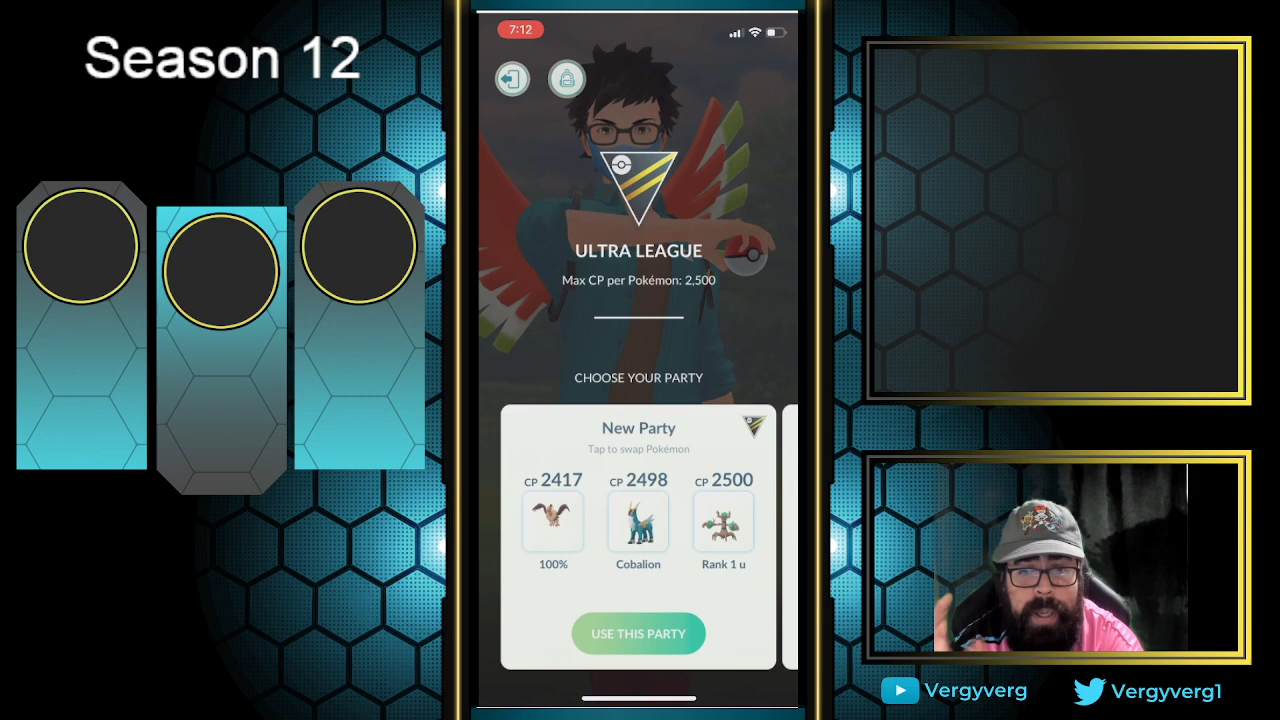 Season 12
7:12
ULTRA LEAGUE
Max CP per Pokémon: 2,500
CHOOSE YOUR PARTY
New Party
Tap to swap Pokémon
CP 2417 CP 2498 CP 2500
100% Cobalion Rank 1 u
USE THIS PARTY
Vergyverg Vergyverg1